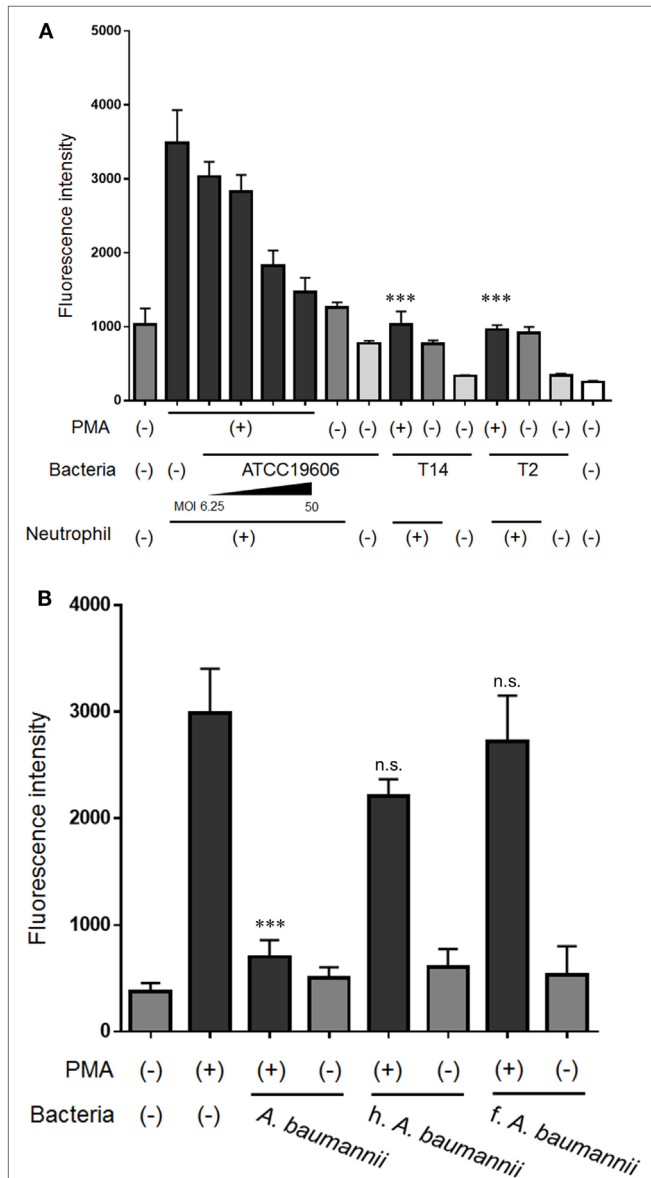 A
5000
4000
3000
2000
1000
0
Fluorescence intensity
*** ***
PMA (-) (+) (-) (-) (+) (-) (-) (+) (-) (-) (-)
Bacteria (-) (-) ATCC19606 T14 T2 (-)
MOI 6.25 50
Neutrophil (-) (+) (-) (+) (-) (+) (-) (-)
B
4000
3000
2000
1000
0
Fluorescence intensity
n.s.
n.s.
***
PMA (-) (+) (+) (-) (+) (-) (+) (-)
Bacteria (-) (-) A. baumannii h. A. baumannii f. A. baumannii